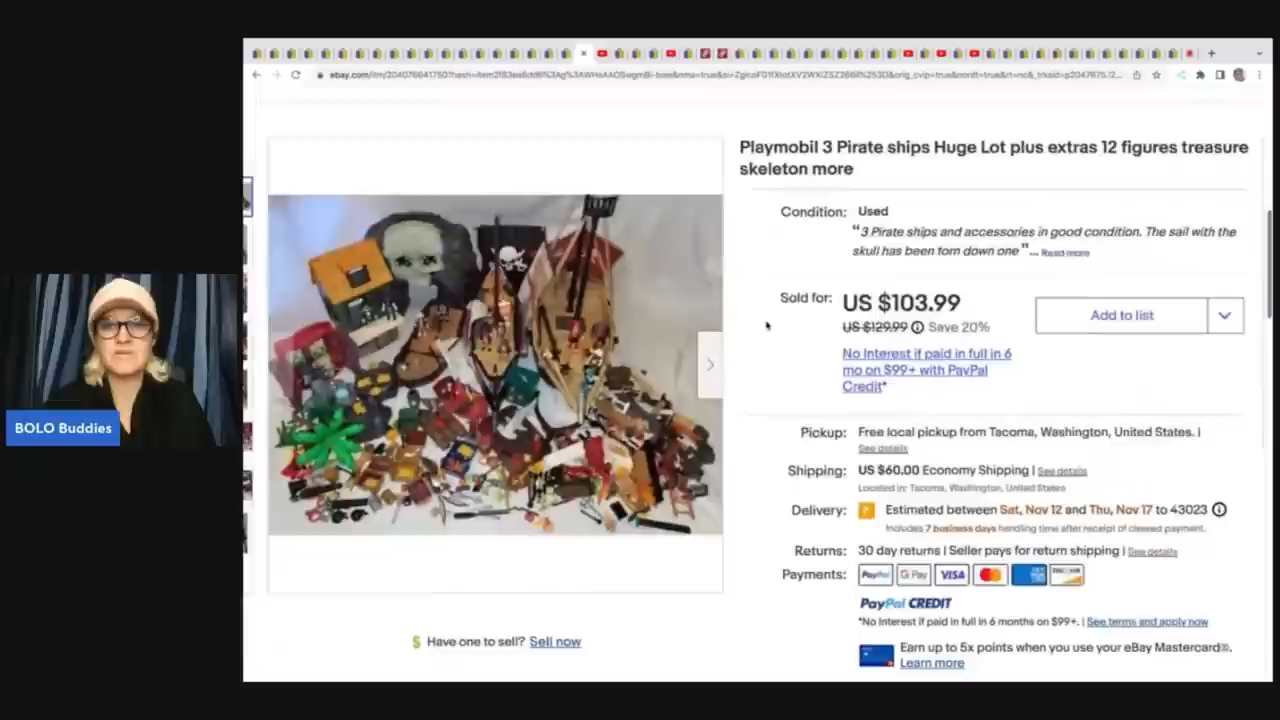 Playmobil 3 Pirate ships Huge Lot plus extras 12 figures treasure
skeleton more
Condition: Used
"3 Pirate ships and accessories in good condition. The sail with the
skull has been torn down one "... Read more
Sold for: US $103.99
US $129.99 Save 20%
Add to list
No Interest if paid in full in 6
mo on $99+ with PayPal
Credit*
BOLO Buddies
Pickup: Free local pickup from Tacoma, Washington, United States. |
See details
Shipping: US $60.00 Economy Shipping | See details
Located in: Tacoma, Washington, United States
Delivery: Estimated between Sat, Nov 12 and Thu, Nov 17 to 43023
Includes 7 business days handling time after receipt of cleared payment.
Returns: 30 day returns | Seller pays for return shipping | See details
Payments: PayPal G Pay VISA
PayPal CREDIT
*No Interest if paid in full in 6 months on $99+. | See terms and apply now
$ Have one to sell? Sell now
Earn up to 5x points when you use your eBay Mastercard®.
Learn more